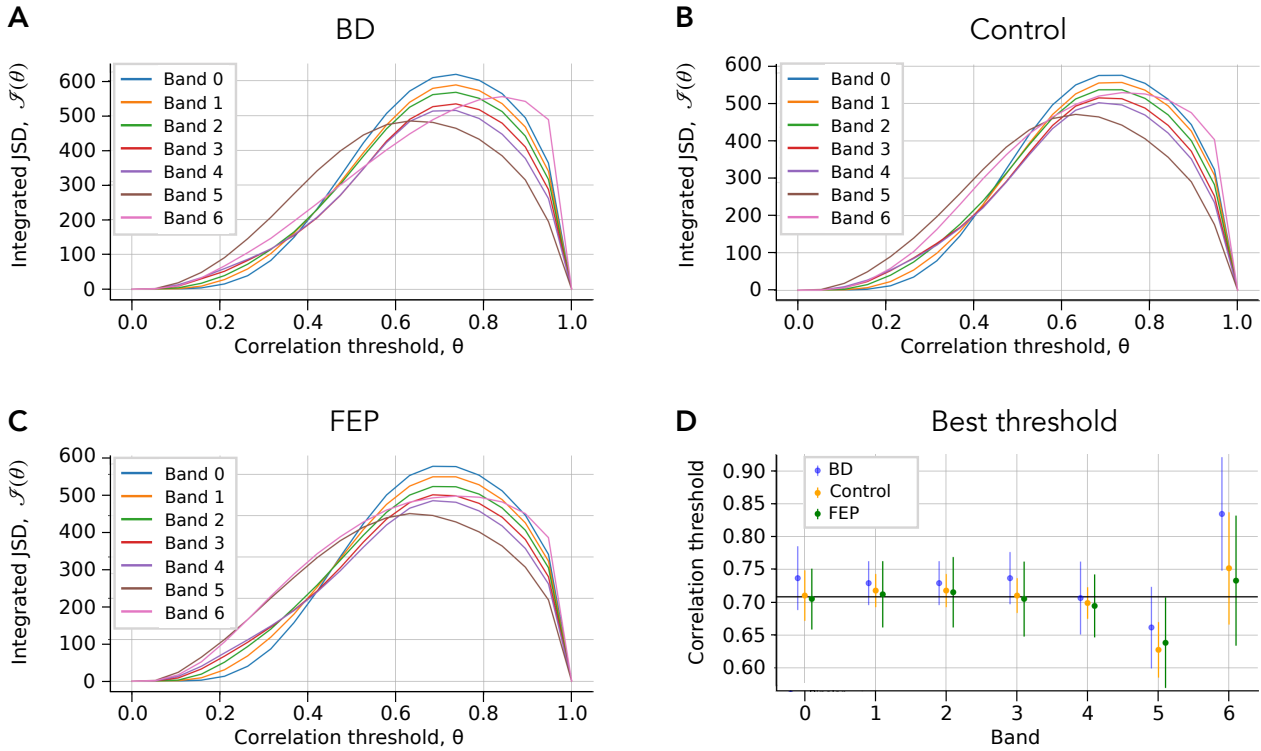 A
BD
Integrated JSD, ℐ(θ)
600
500
400
300
200
100
0
Band 0
Band 1
Band 2
Band 3
Band 4
Band 5
Band 6
0.0 0.2 0.4 0.6 0.8 1.0
Correlation threshold, θ
B
Control
Integrated JSD, ℐ(θ)
600
500
400
300
200
100
0
Band 0
Band 1
Band 2
Band 3
Band 4
Band 5
Band 6
0.0 0.2 0.4 0.6 0.8 1.0
Correlation threshold, θ
C
FEP
Integrated JSD, ℐ(θ)
600
500
400
300
200
100
0
Band 0
Band 1
Band 2
Band 3
Band 4
Band 5
Band 6
0.0 0.2 0.4 0.6 0.8 1.0
Correlation threshold, θ
D
Best threshold
Correlation threshold
0.90
0.85
0.80
0.75
0.70
0.65
0.60
BD
Control
FEP
0 1 2 3 4 5 6
Band